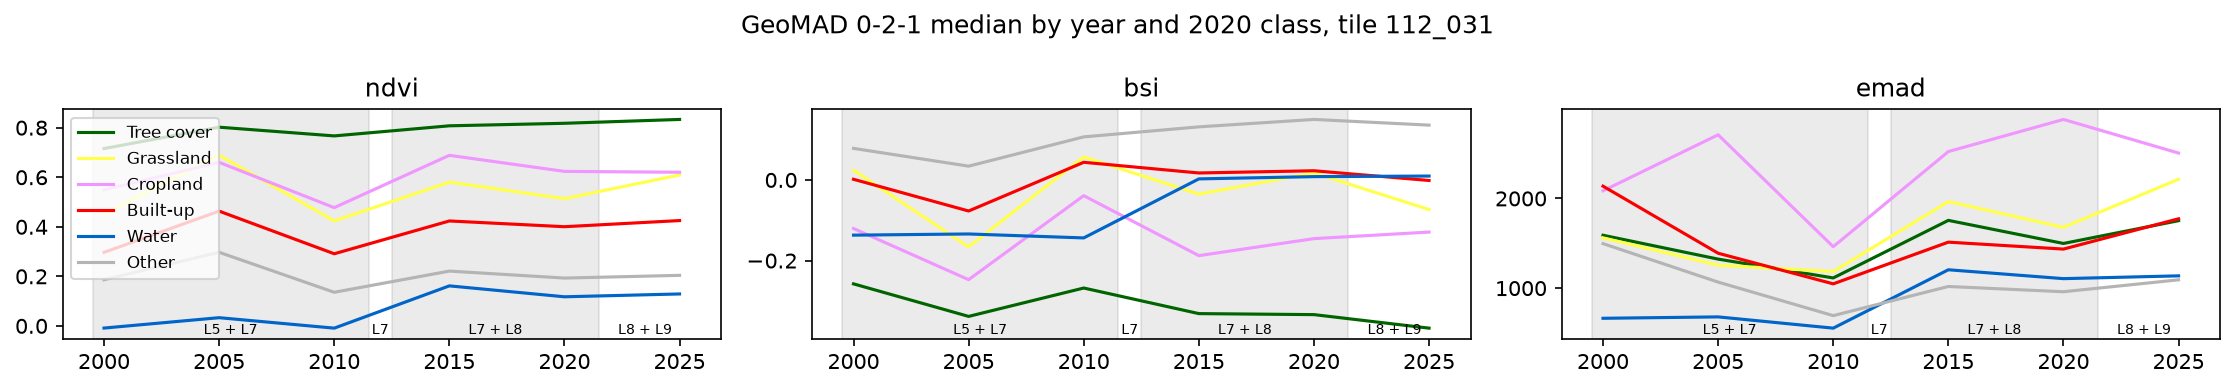 GeoMAD 0-2-1 median by year and 2020 class, tile 112_031
ndvi
0.8
0.6
0.4
0.2
0.0
Tree cover
Grassland
Cropland
Built-up
Water
Other
L5 + L7
L7
L7 + L8
L8 + L9
2000 2005 2010 2015 2020 2025
bsi
0.0
−0.2
L5 + L7
L7
L7 + L8
L8 + L9
2000 2005 2010 2015 2020 2025
emad
2000
1000
L5 + L7
L7
L7 + L8
L8 + L9
2000 2005 2010 2015 2020 2025